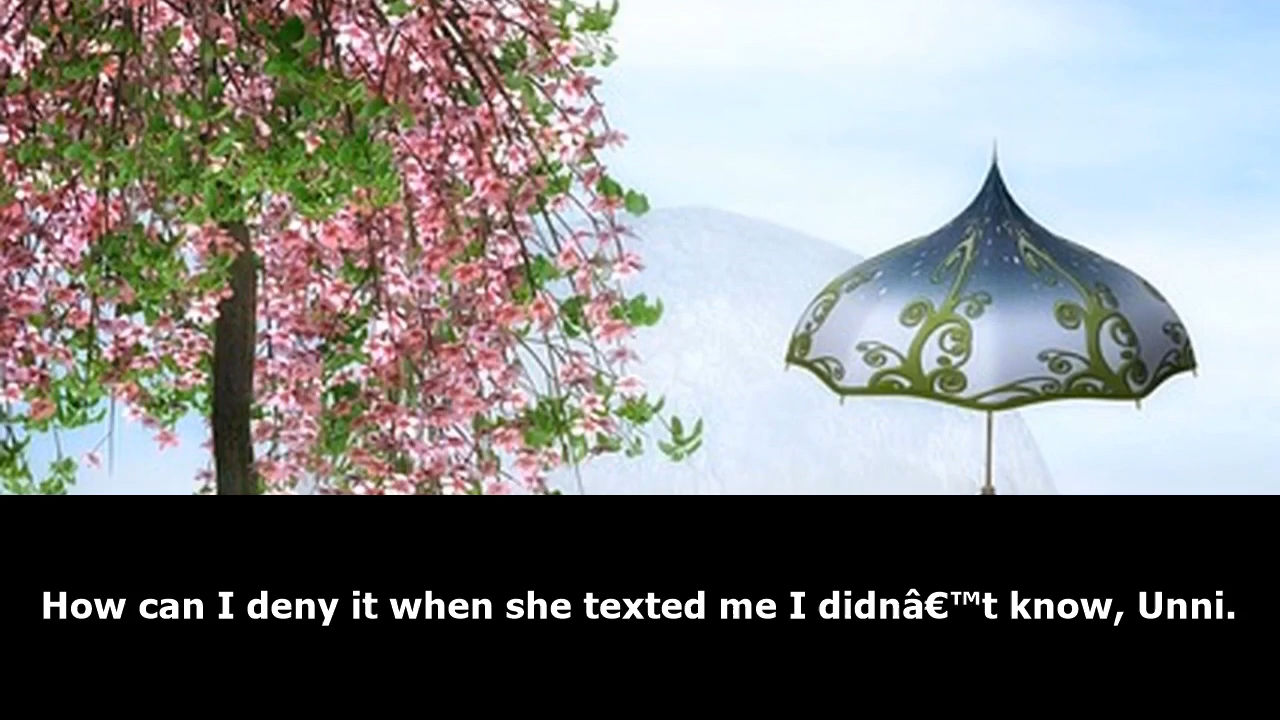 How can I deny it when she texted me I didnâ€™t know, Unni.